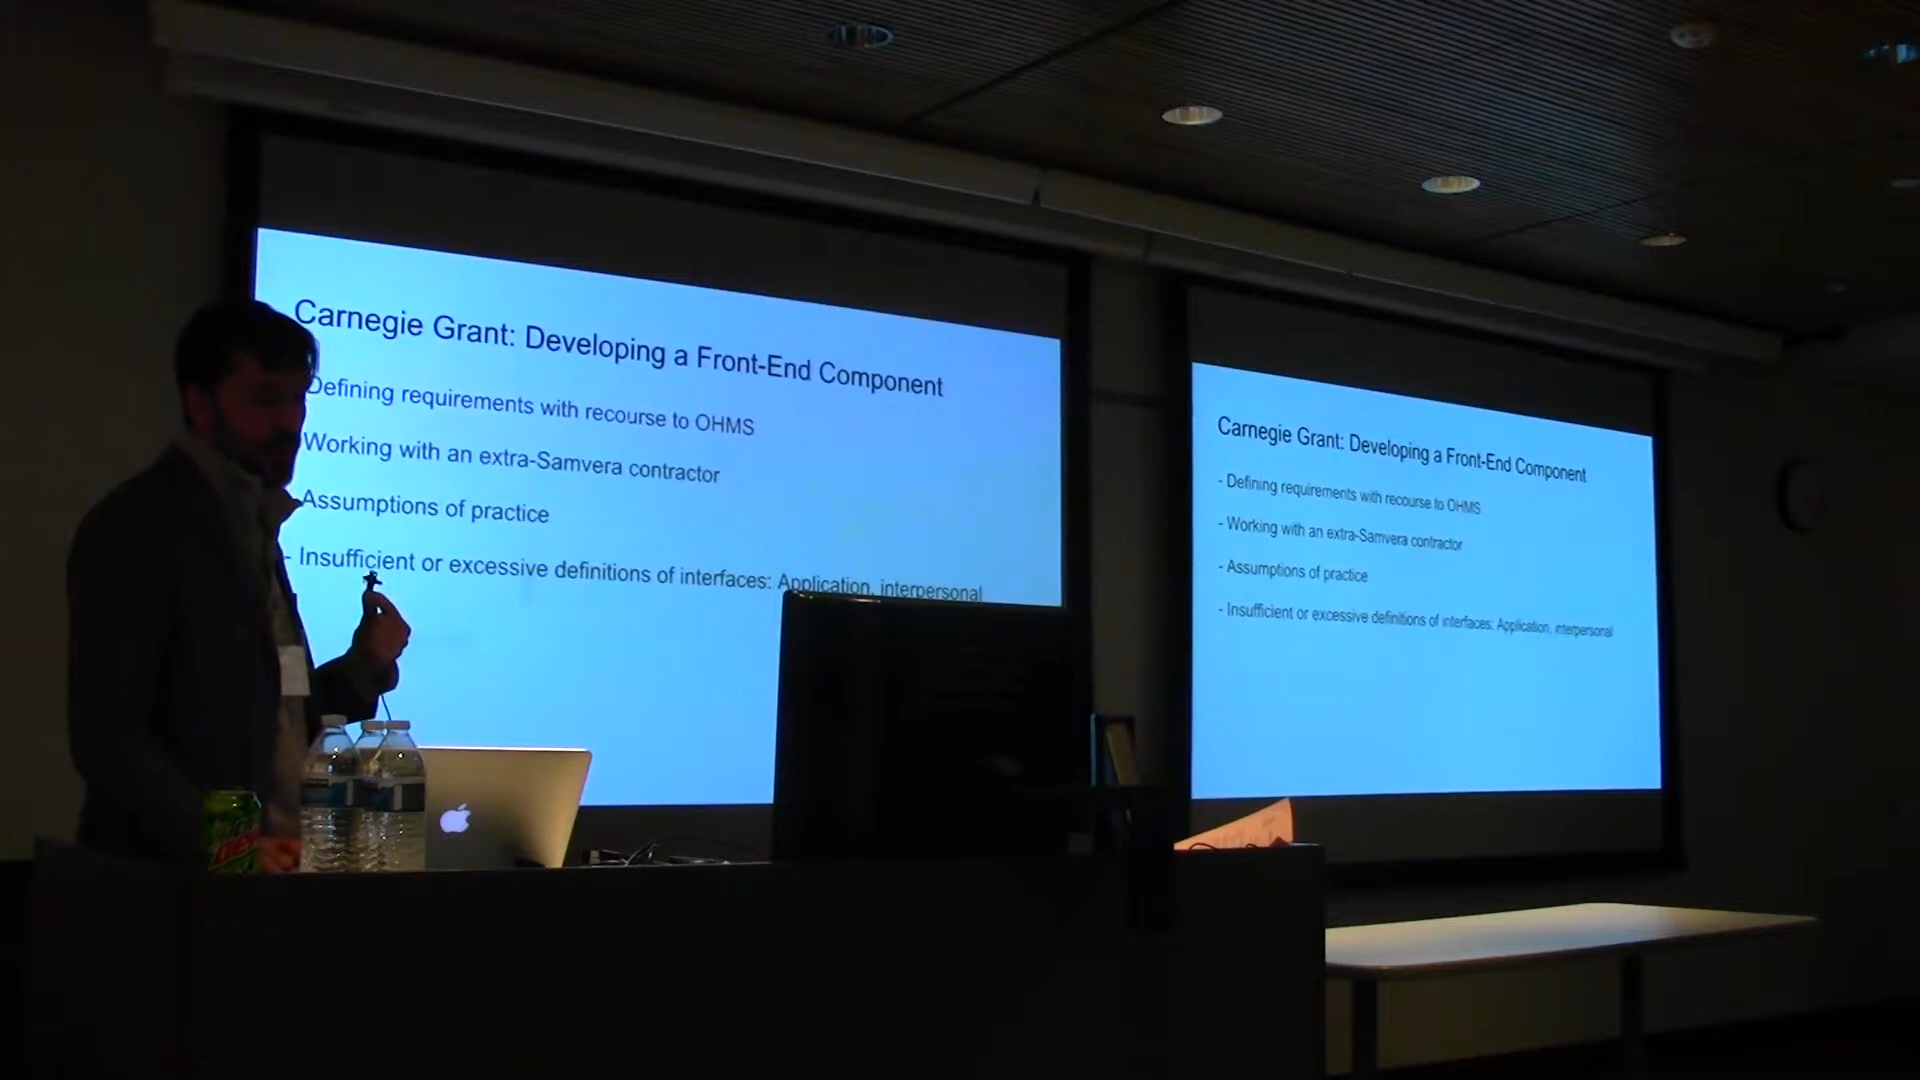 Carnegie Grant: Developing a Front-End Component
Defining requirements with recourse to OHMS
Working with an extra-Samvera contractor
Assumptions of practice
- Insufficient or excessive definitions of interfaces: Application, interpersonal
Carnegie Grant: Developing a Front-End Component
- Defining requirements with recourse to OHMS
- Working with an extra-Samvera contractor
- Assumptions of practice
- Insufficient or excessive definitions of interfaces: Application, interpersonal